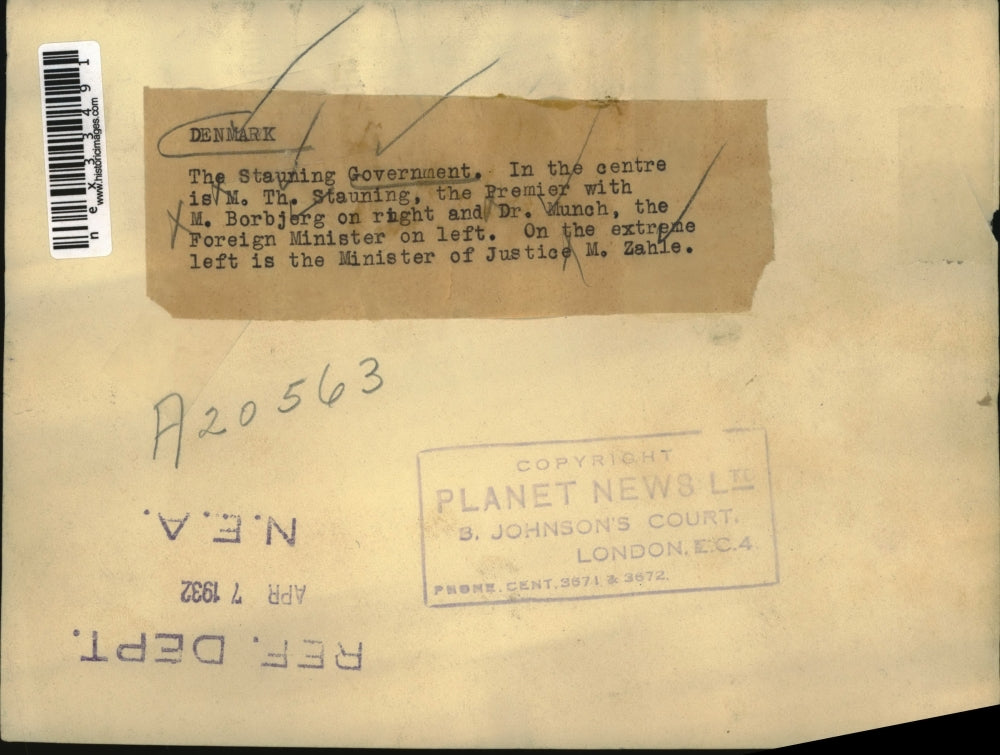 DENMARK
The Stauning Government. In the centre
is M. Th. Stauning, the Premier with
M. Borbjerg on right and Dr. Munch, the
Foreign Minister on left. On the extreme
left is the Minister of Justice M. Zahle.
nex33491
www.historicimages.com
A20563
COPYRIGHT
PLANET NEWS LTD
3, JOHNSON'S COURT,
LONDON, E.C.4
PHONE. CENT. 3671 & 3672.
REF. DEPT.
APR 7 1932
N.E.A.